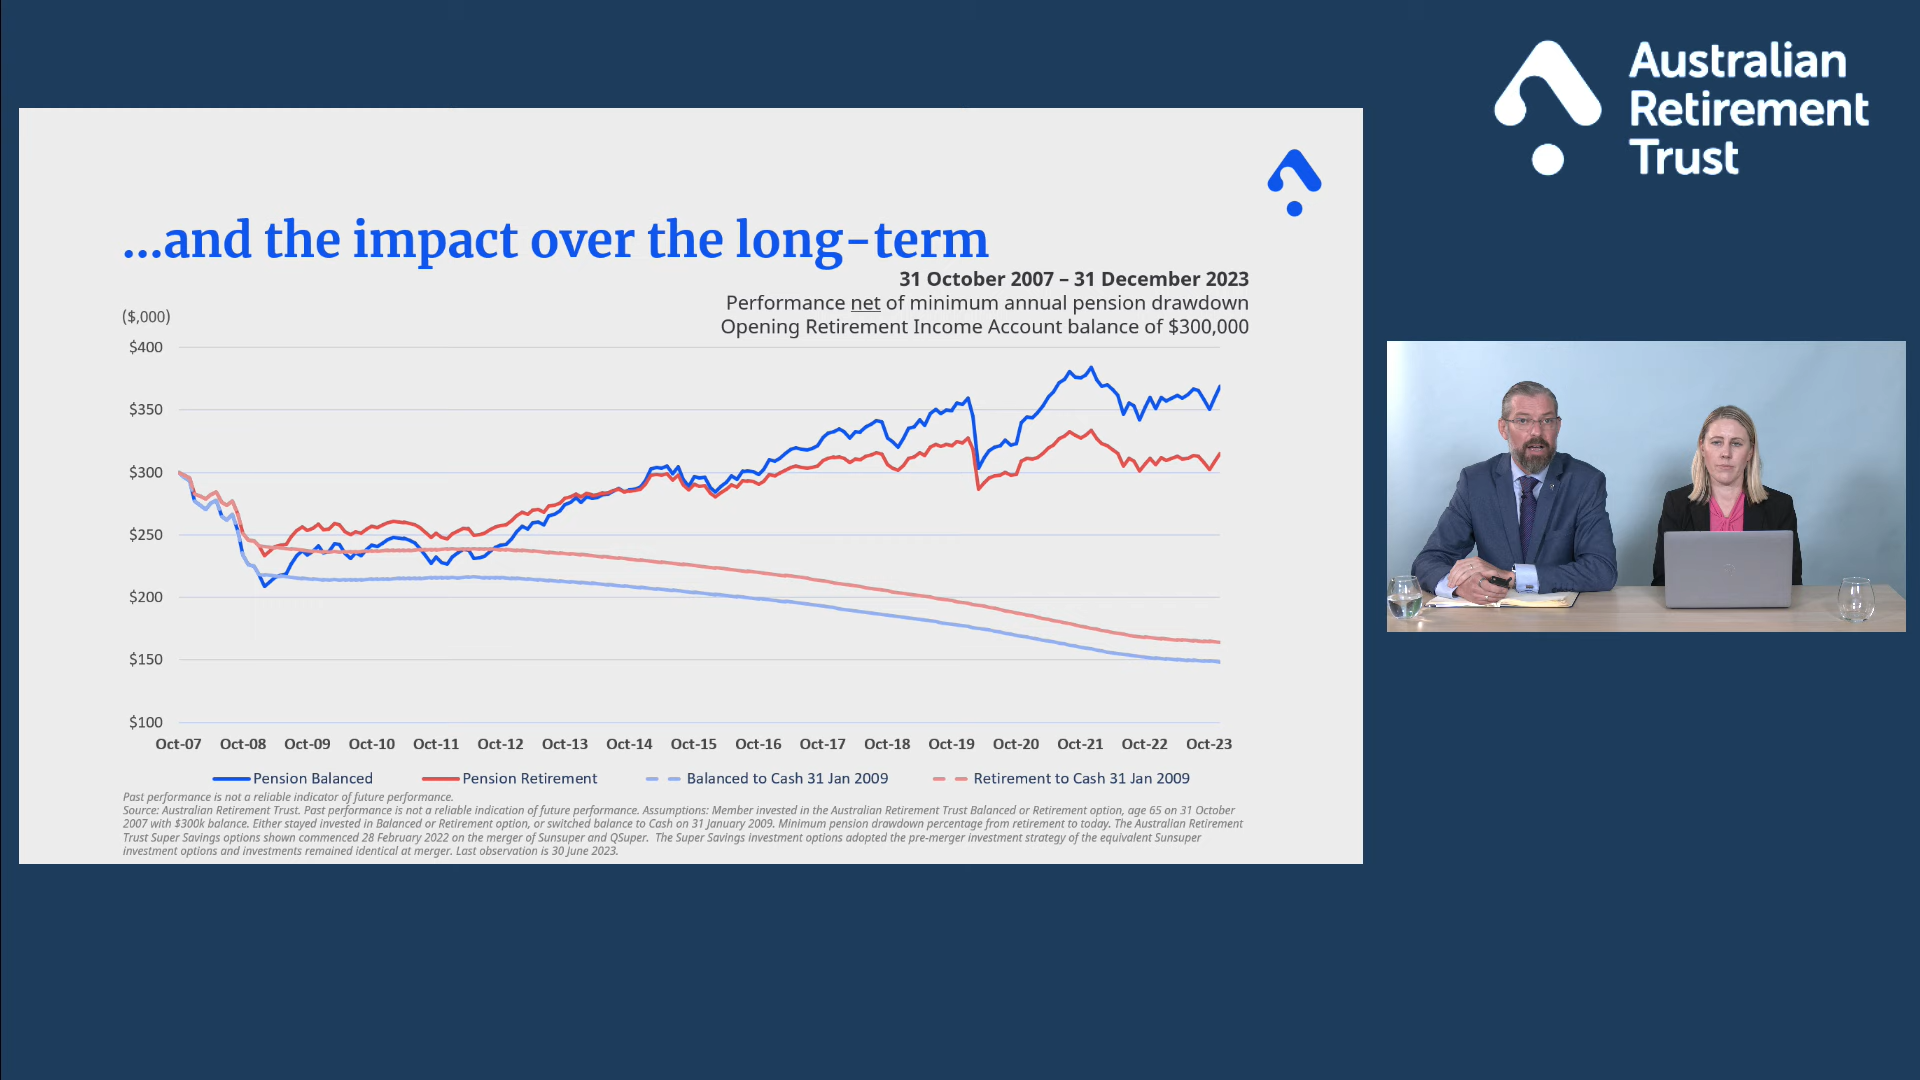 Australian
Retirement
Trust
...and the impact over the long-term
31 October 2007 – 31 December 2023
Performance net of minimum annual pension drawdown
Opening Retirement Income Account balance of $300,000
($,000)
$400
$350
$300
$250
$200
$150
$100
Oct-07 Oct-08 Oct-09 Oct-10 Oct-11 Oct-12 Oct-13 Oct-14 Oct-15 Oct-16 Oct-17 Oct-18 Oct-19 Oct-20 Oct-21 Oct-22 Oct-23
Pension Balanced Pension Retirement Balanced to Cash 31 Jan 2009 Retirement to Cash 31 Jan 2009
Past performance is not a reliable indicator of future performance.
Source: Australian Retirement Trust. Past performance is not a reliable indication of future performance. Assumptions: Member invested in the Australian Retirement Trust Balanced or Retirement option, age 65 on 31 October
2007 with $300k balance. Either stayed invested in Balanced or Retirement option, or switched balance to Cash on 31 January 2009. Minimum pension drawdown percentage from retirement to today. The Australian Retirement
Trust Super Savings options shown commenced 28 February 2022 on the merger of Sunsuper and QSuper. The Super Savings investment options adopted the pre-merger investment strategy of the equivalent Sunsuper
investment options and investments remained identical at merger. Last observation is 30 June 2023.